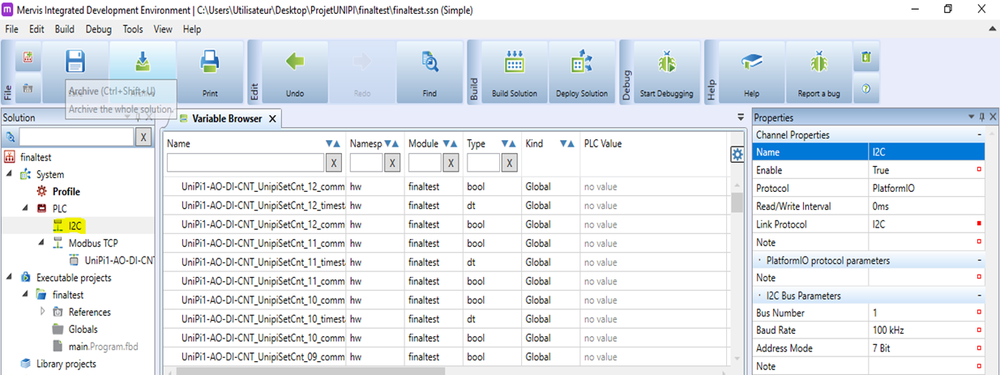 Mervis Integrated Development Environment | C:\Users\Utilisateur\Desktop\ProjetUNIPI\finaltest\finaltest.ssn (Simple)
File Edit Build Debug Tools View Help
File
Print
Edit
Undo
Redo
Find
Build
Build Solution
Deploy Solution
Debug
Start Debugging
Help
Help
Report a bug
Archive (Ctrl+Shift+U)
Archive the whole solution.
Solution
X
finaltest
System
Profile
PLC
I2C
Modbus TCP
UniPi1-AO-DI-CNT
Executable projects
finaltest
References
Globals
main.Program.fbd
Library projects
Variable Browser X
Name Namesp Module Type Kind PLC Value
X X X X
UniPi1-AO-DI-CNT_UnipiSetCnt_12_comm hw finaltest bool Global no value
UniPi1-AO-DI-CNT_UnipiSetCnt_12_timesta hw finaltest dt Global no value
UniPi1-AO-DI-CNT_UnipiSetCnt_12_comm hw finaltest bool Global no value
UniPi1-AO-DI-CNT_UnipiSetCnt_11_comm hw finaltest bool Global no value
UniPi1-AO-DI-CNT_UnipiSetCnt_11_timesta hw finaltest dt Global no value
UniPi1-AO-DI-CNT_UnipiSetCnt_11_comm hw finaltest bool Global no value
UniPi1-AO-DI-CNT_UnipiSetCnt_10_comm hw finaltest bool Global no value
UniPi1-AO-DI-CNT_UnipiSetCnt_10_timesta hw finaltest dt Global no value
UniPi1-AO-DI-CNT_UnipiSetCnt_10_comm hw finaltest bool Global no value
UniPi1-AO-DI-CNT_UnipiSetCnt_09_comm hw finaltest bool Global no value
Properties
Channel Properties
Name I2C
Enable True
Protocol PlatformIO
Read/Write Interval 0ms
Link Protocol I2C
Note
PlatformIO protocol parameters
Note
I2C Bus Parameters
Bus Number 1
Baud Rate 100 kHz
Address Mode 7 Bit
Note